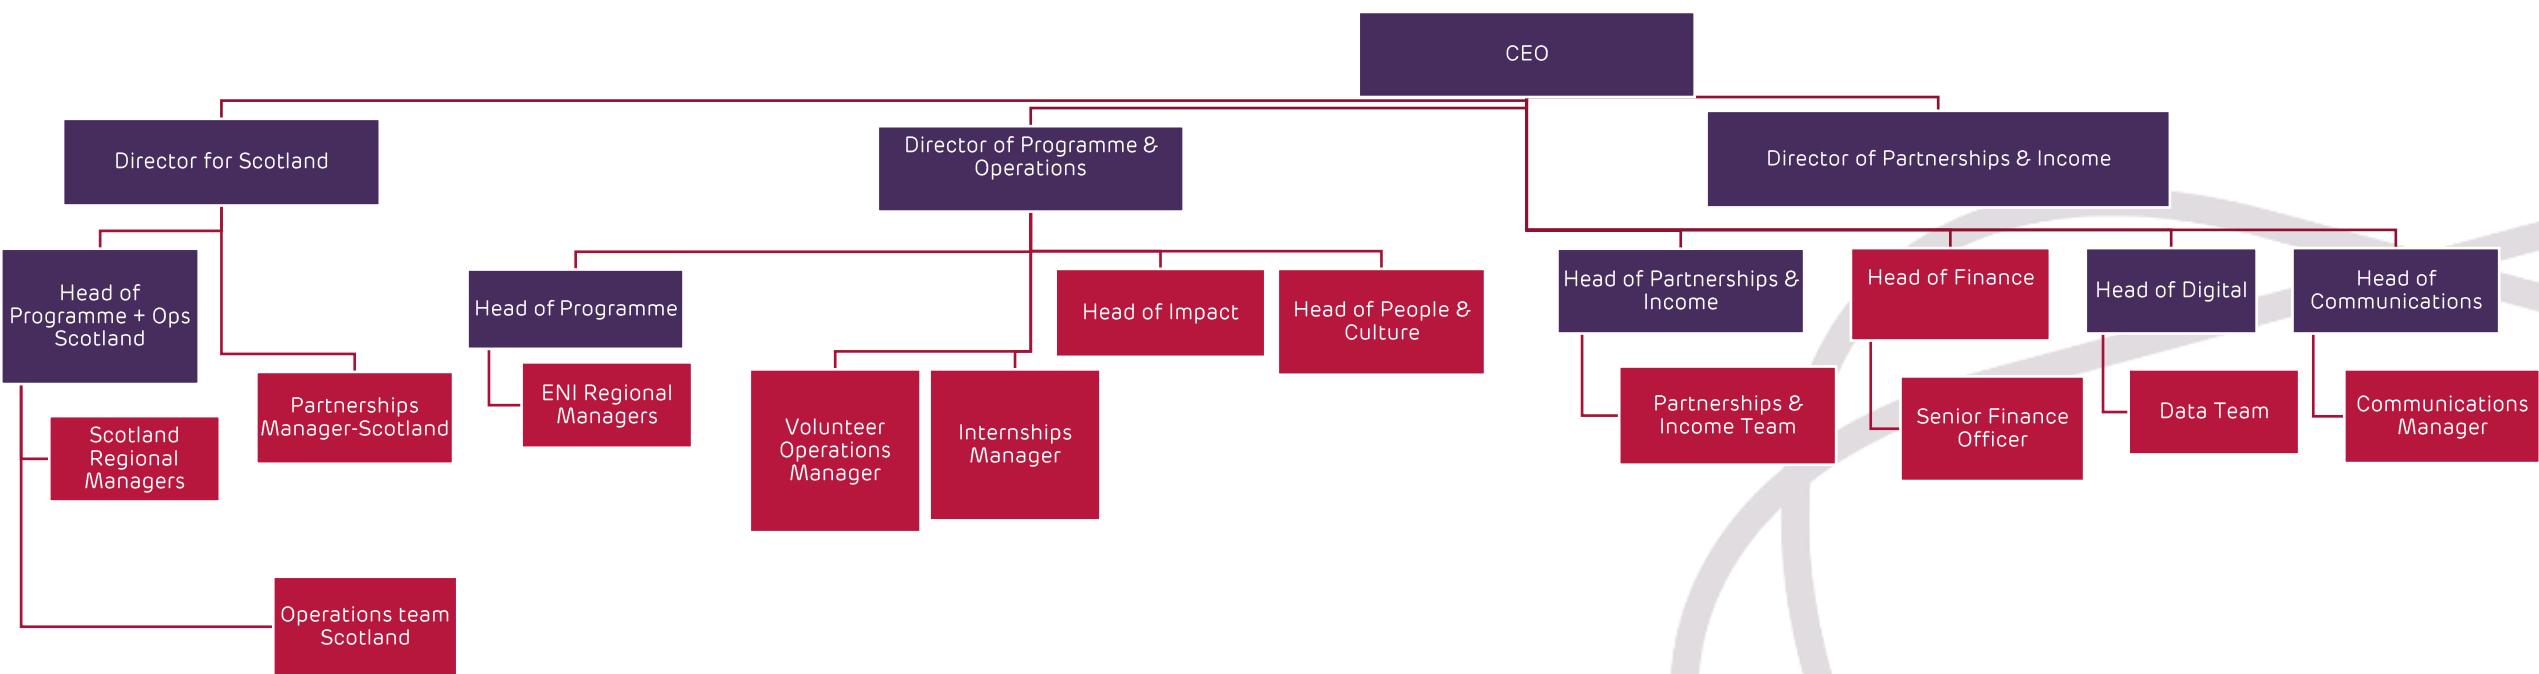 CEO
Director for Scotland
Director of Programme &
Operations
Director of Partnerships & Income
Head of
Programme + Ops
Scotland
Head of Programme
Head of Impact
Head of People &
Culture
Head of Partnerships &
Income
Head of Finance
Head of Digital
Head of
Communications
Scotland
Regional
Managers
Partnerships
Manager-Scotland
ENI Regional
Managers
Volunteer
Operations
Manager
Internships
Manager
Partnerships &
Income Team
Senior Finance
Officer
Data Team
Communications
Manager
Operations team
Scotland